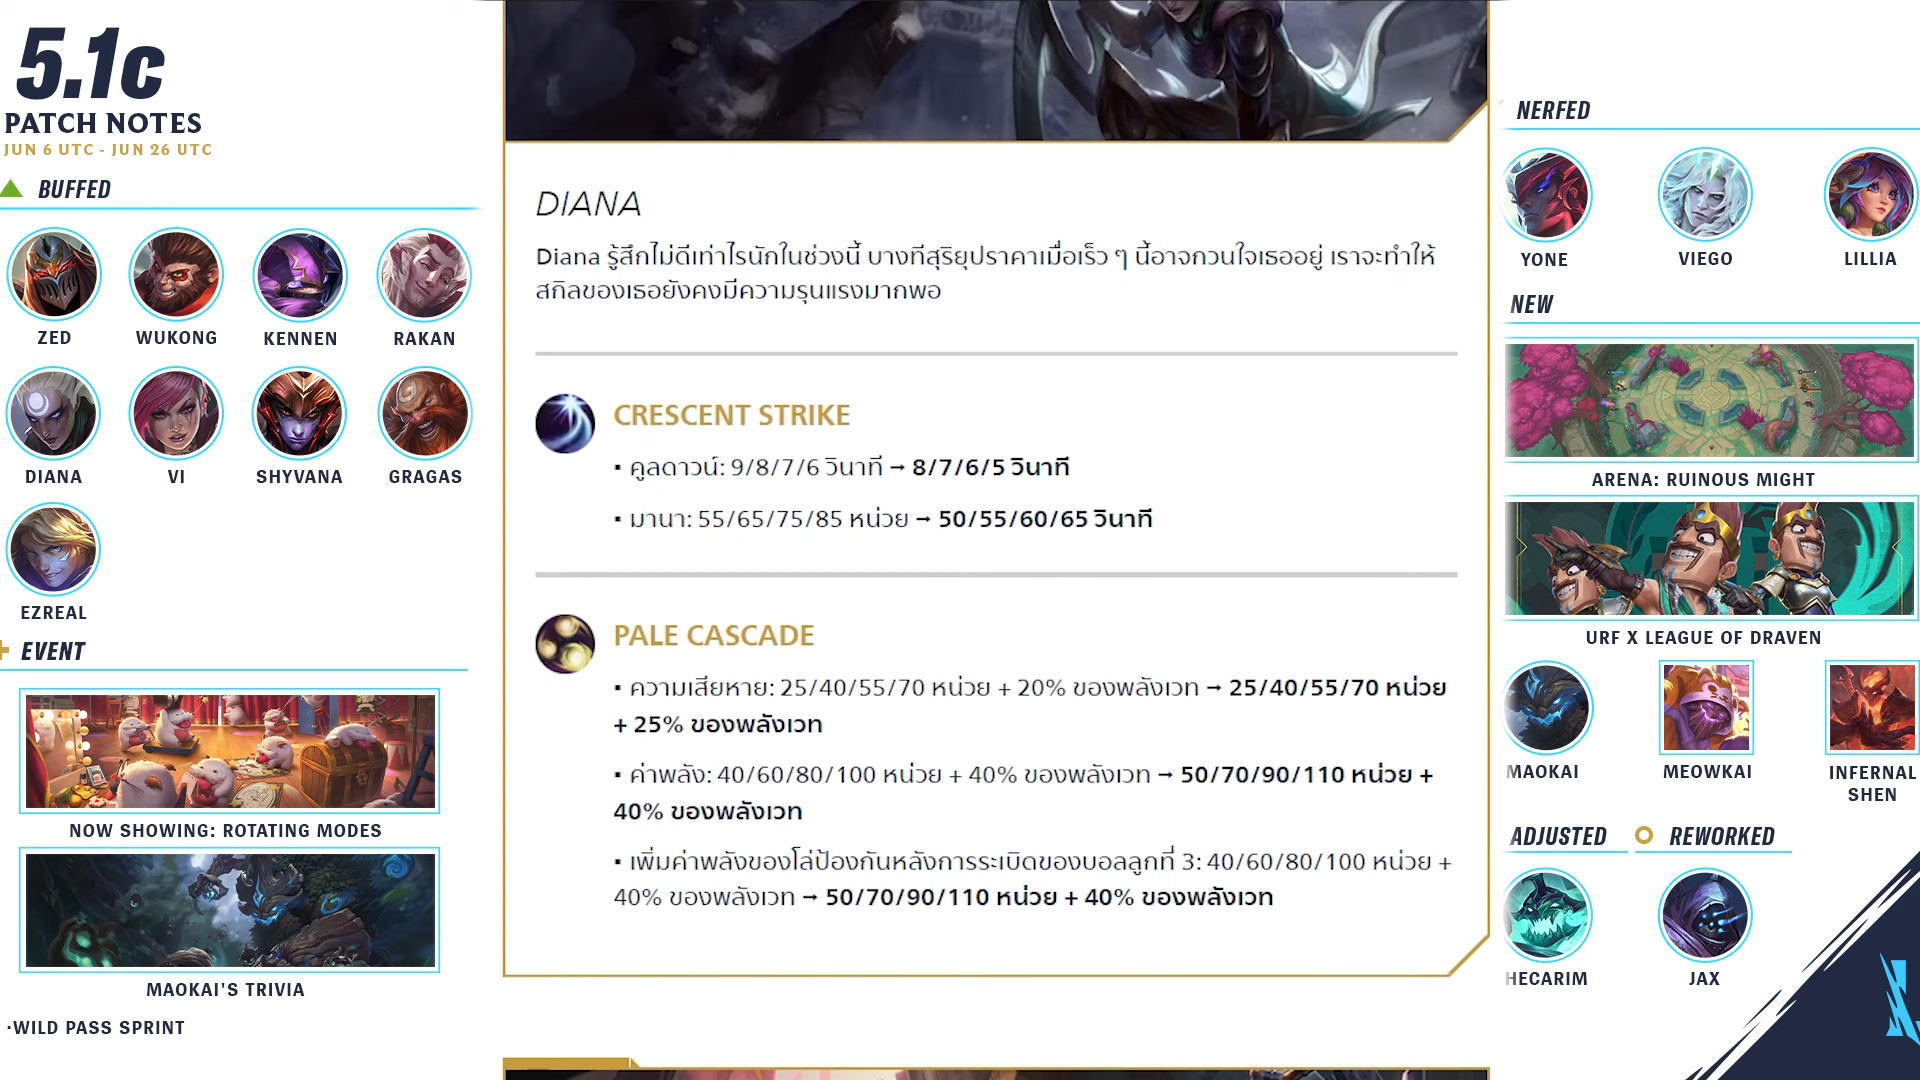 5.1c
PATCH NOTES
JUN 6 UTC - JUN 26 UTC
BUFFED
ZED
WUKONG
KENNEN
RAKAN
DIANA
VI
SHYVANA
GRAGAS
EZREAL
EVENT
NOW SHOWING: ROTATING MODES
MAOKAI'S TRIVIA
·WILD PASS SPRINT
DIANA
Diana รู้สึกไม่ดีเท่าไรนักในช่วงนี้ บางทีสุริยุปราคาเมื่อเร็ว ๆ นี้อาจกวนใจเธออยู่ เราจะทำให้
สกิลของเธอยังคงมีความรุนแรงมากพอ
CRESCENT STRIKE
▪ คูลดาวน์: 9/8/7/6 วินาที → 8/7/6/5 วินาที
▪ มานา: 55/65/75/85 หน่วย → 50/55/60/65 วินาที
PALE CASCADE
▪ ความเสียหาย: 25/40/55/70 หน่วย + 20% ของพลังเวท → 25/40/55/70 หน่วย
+ 25% ของพลังเวท
▪ ค่าพลัง: 40/60/80/100 หน่วย + 40% ของพลังเวท → 50/70/90/110 หน่วย +
40% ของพลังเวท
▪ เพิ่มค่าพลังของโล่ป้องกันหลังการระเบิดของบอลลูกที่ 3: 40/60/80/100 หน่วย +
40% ของพลังเวท → 50/70/90/110 หน่วย + 40% ของพลังเวท
NERFED
YONE
VIEGO
LILLIA
NEW
ARENA: RUINOUS MIGHT
URF X LEAGUE OF DRAVEN
MAOKAI
MEOWKAI
INFERNAL
SHEN
ADJUSTED
REWORKED
HECARIM
JAX